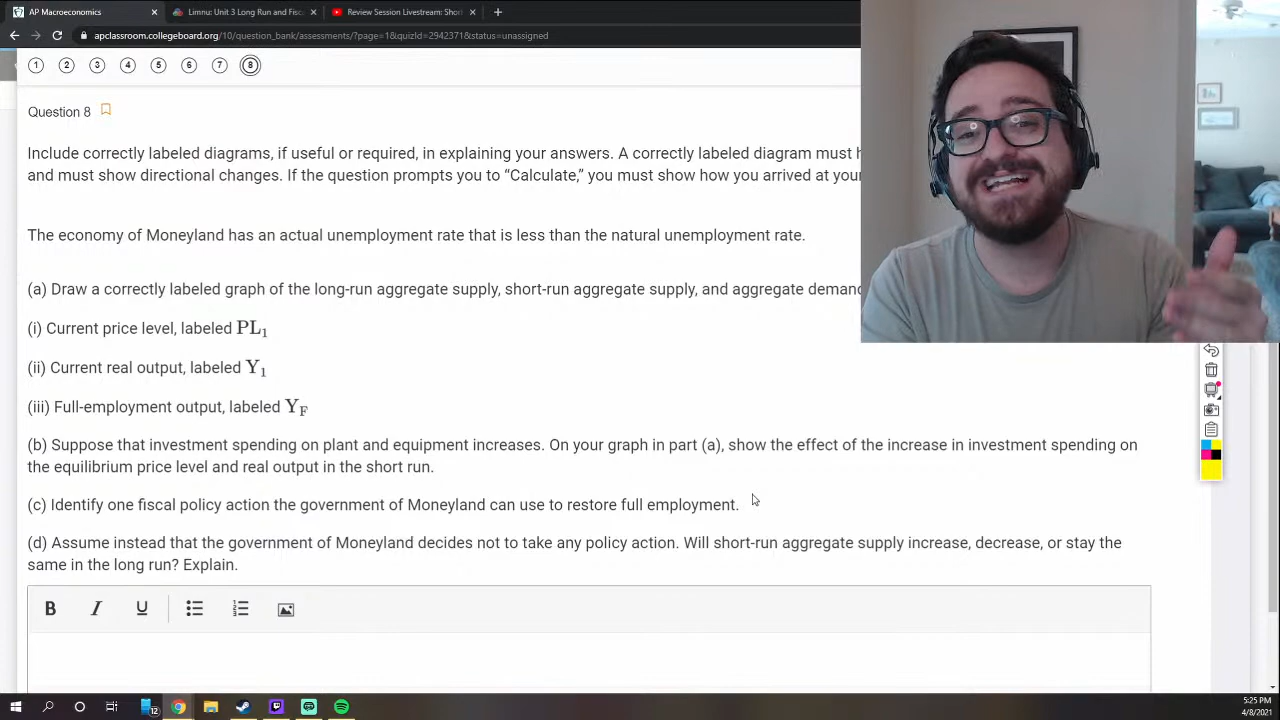 AP Macroeconomics
Limnu: Unit 3 Long Run and Fisc
Review Session Livestream: Shor
apclassroom.collegeboard.org/10/question_bank/assessments/?page=1&quizId=2942371&status=unassigned
1 2 3 4 5 6 7 8
Question 8
Include correctly labeled diagrams, if useful or required, in explaining your answers. A correctly labeled diagram must h
and must show directional changes. If the question prompts you to “Calculate,” you must show how you arrived at your
The economy of Moneyland has an actual unemployment rate that is less than the natural unemployment rate.
(a) Draw a correctly labeled graph of the long-run aggregate supply, short-run aggregate supply, and aggregate demand
(i) Current price level, labeled PL1
(ii) Current real output, labeled Y1
(iii) Full-employment output, labeled YF
(b) Suppose that investment spending on plant and equipment increases. On your graph in part (a), show the effect of the increase in investment spending on
the equilibrium price level and real output in the short run.
(c) Identify one fiscal policy action the government of Moneyland can use to restore full employment.
(d) Assume instead that the government of Moneyland decides not to take any policy action. Will short-run aggregate supply increase, decrease, or stay the
same in the long run? Explain.
B I U
12
5:25 PM
4/8/2021